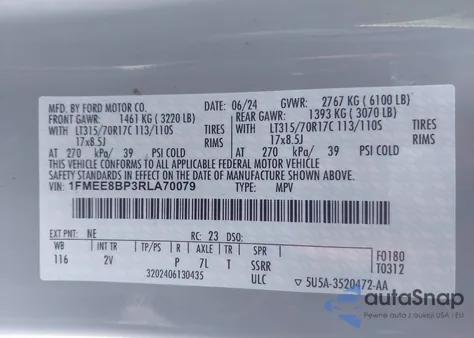 MFD. BY FORD MOTOR CO. DATE: 06/24 GVWR: 2767 KG (6100 LB)
FRONT GAWR: 1461 KG (3220 LB) REAR GAWR: 1393 KG (3070 LB)
WITH LT315/70R17C 113/110S TIRES WITH LT315/70R17C 113/110S TIRES
17x8.5J RIMS 17x8.5J RIMS
AT 270 kPa/ 39 PSI COLD AT 270 kPa/ 39 PSI COLD
THIS VEHICLE CONFORMS TO ALL APPLICABLE FEDERAL MOTOR VEHICLE
SAFETY STANDARDS IN EFFECT ON THE DATE OF MANUFACTURE SHOWN ABOVE.
VIN: 1FMEE8BP3RLA70079 TYPE: MPV
EXT PNT: NE RC: 23 DSO:
WB INT TR TP/PS R AXLE TR SPR F0180
116 2V P 7L T SSRR T0312
3202406130435 ULC ▽ 5U5A-3520472-AA
autoSnap
Pewne auta z aukcji USA i EU